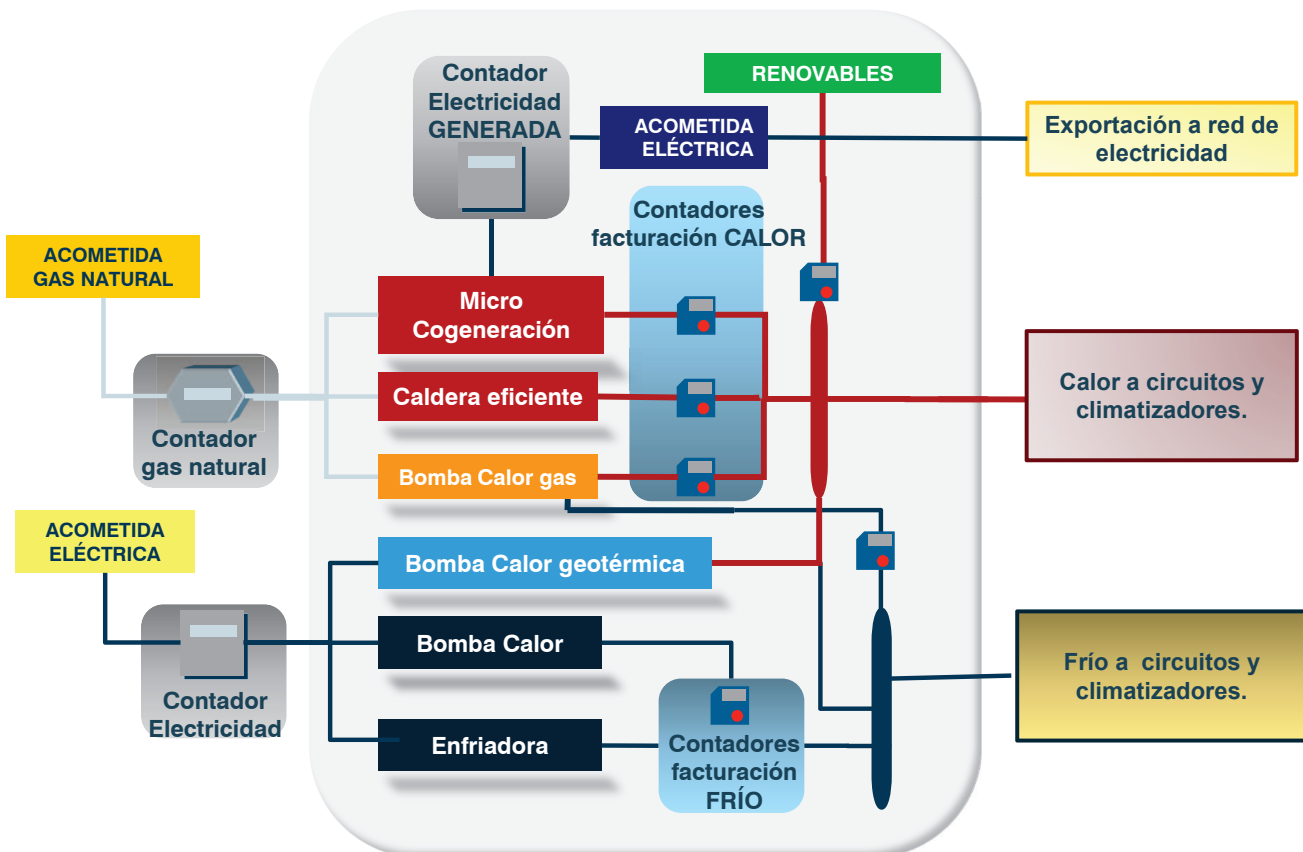 Contador
Electricidad
GENERADA
RENOVABLES
ACOMETIDA
ELÉCTRICA
Exportación a red de
electricidad
Contadores
facturación CALOR
ACOMETIDA
GAS NATURAL
Micro
Cogeneración
Caldera eficiente
Calor a circuitos y
climatizadores.
Contador
gas natural
Bomba Calor gas
ACOMETIDA
ELÉCTRICA
Bomba Calor geotérmica
Bomba Calor
Frío a circuitos y
climatizadores.
Contador
Electricidad
Enfriadora
Contadores
facturación
FRÍO